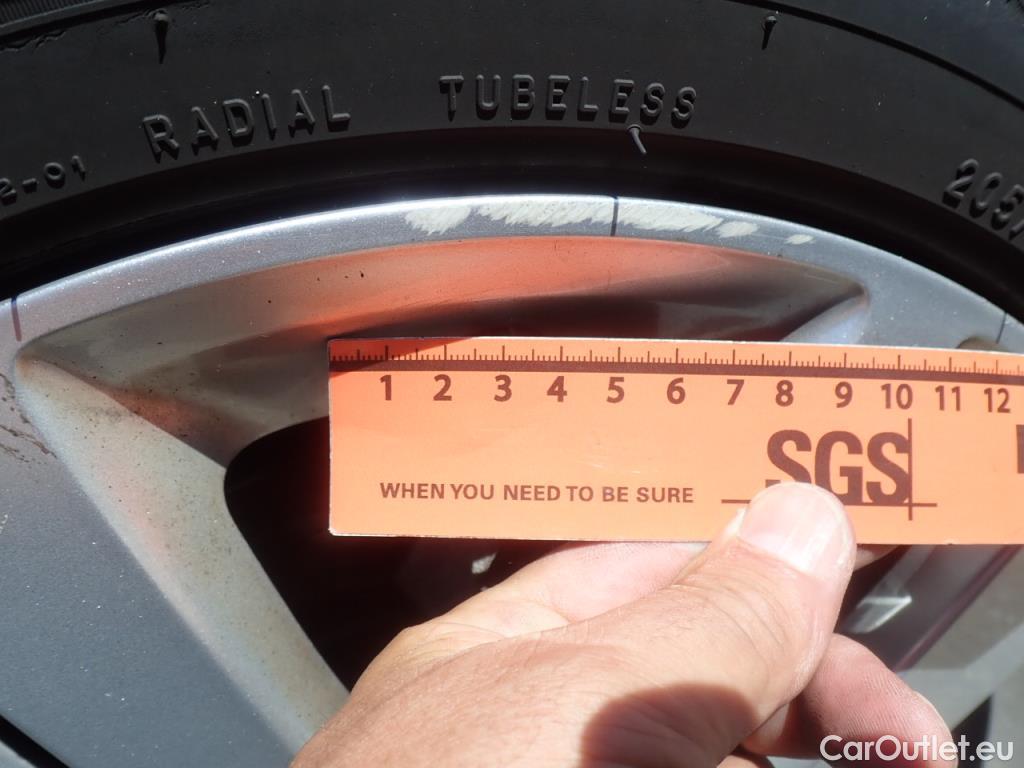 RADIAL TUBELESS
2-01
205/
1 2 3 4 5 6 7 8 9 10 11 12
SGS
WHEN YOU NEED TO BE SURE
CarOutlet.eu